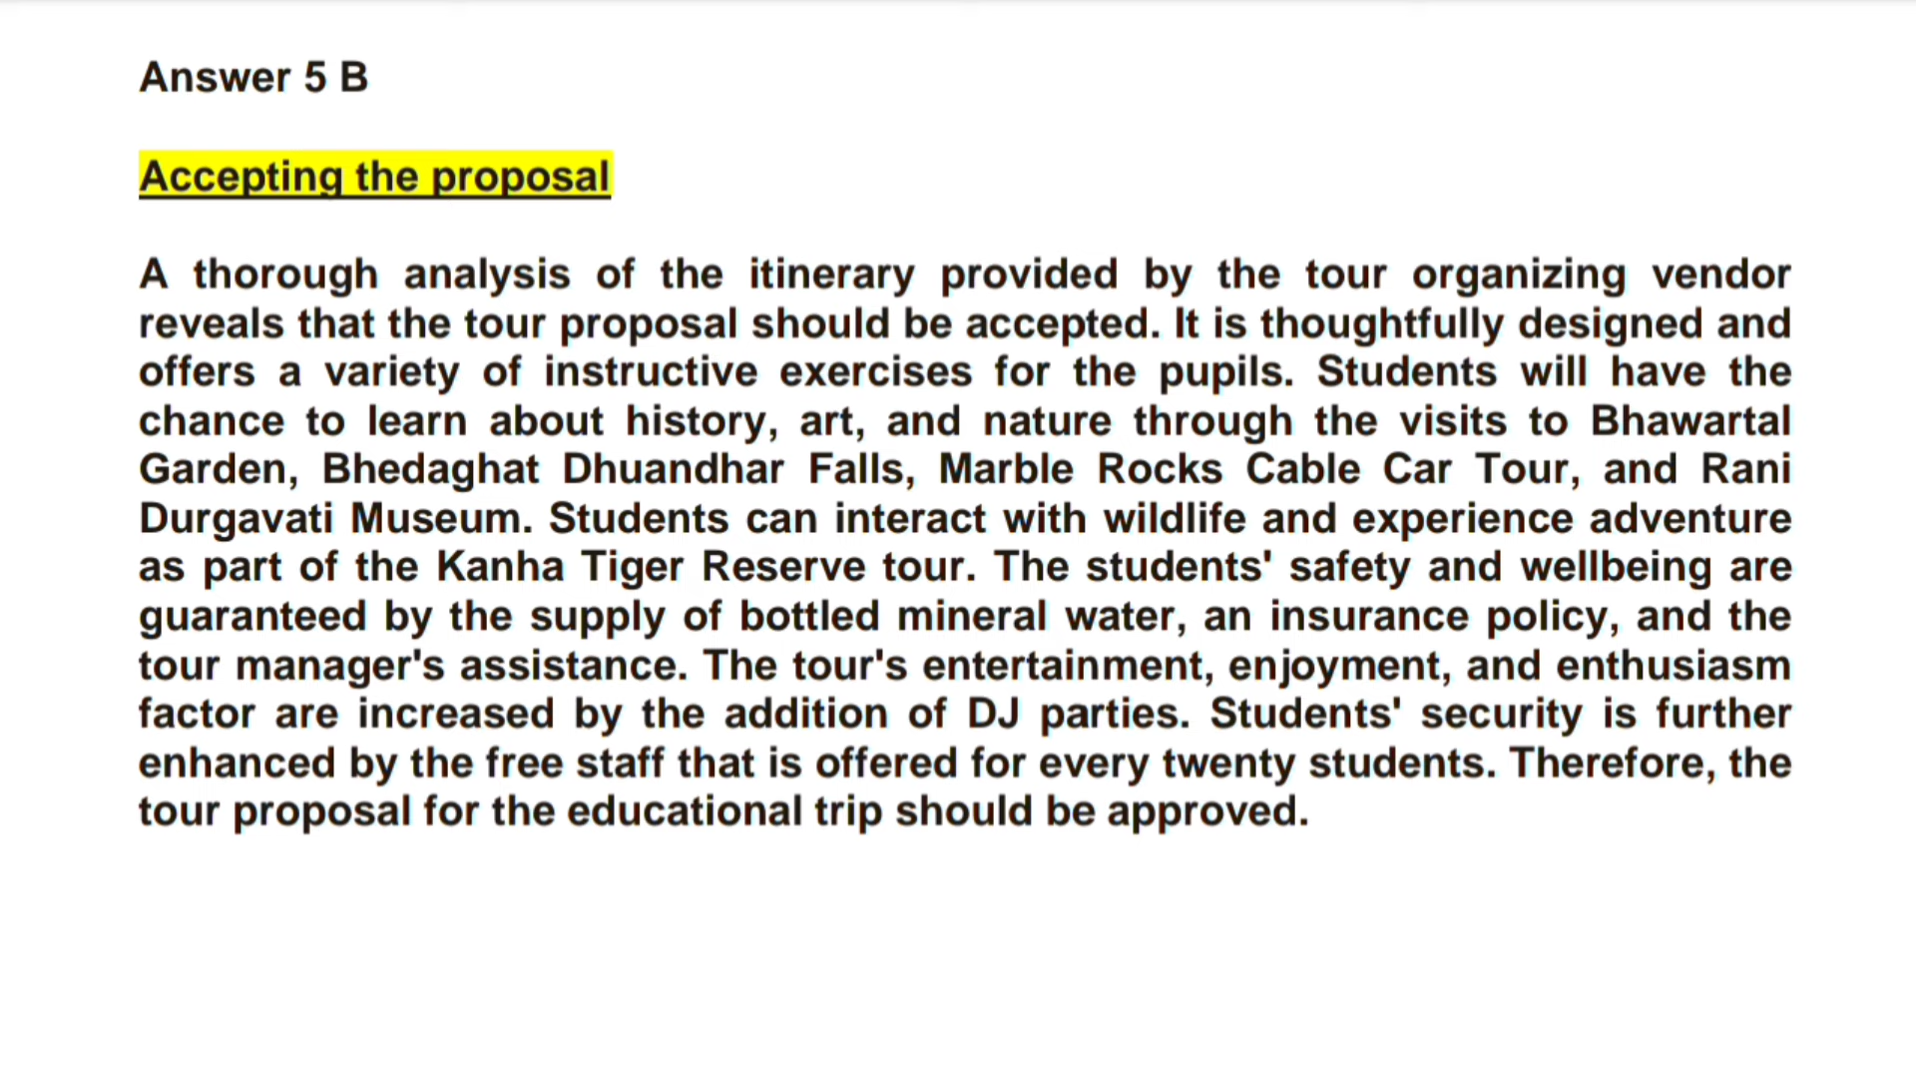 Answer 5 B
Accepting the proposal
A thorough analysis of the itinerary provided by the tour organizing vendor
reveals that the tour proposal should be accepted. It is thoughtfully designed and
offers a variety of instructive exercises for the pupils. Students will have the
chance to learn about history, art, and nature through the visits to Bhawartal
Garden, Bhedaghat Dhuandhar Falls, Marble Rocks Cable Car Tour, and Rani
Durgavati Museum. Students can interact with wildlife and experience adventure
as part of the Kanha Tiger Reserve tour. The students' safety and wellbeing are
guaranteed by the supply of bottled mineral water, an insurance policy, and the
tour manager's assistance. The tour's entertainment, enjoyment, and enthusiasm
factor are increased by the addition of DJ parties. Students' security is further
enhanced by the free staff that is offered for every twenty students. Therefore, the
tour proposal for the educational trip should be approved.